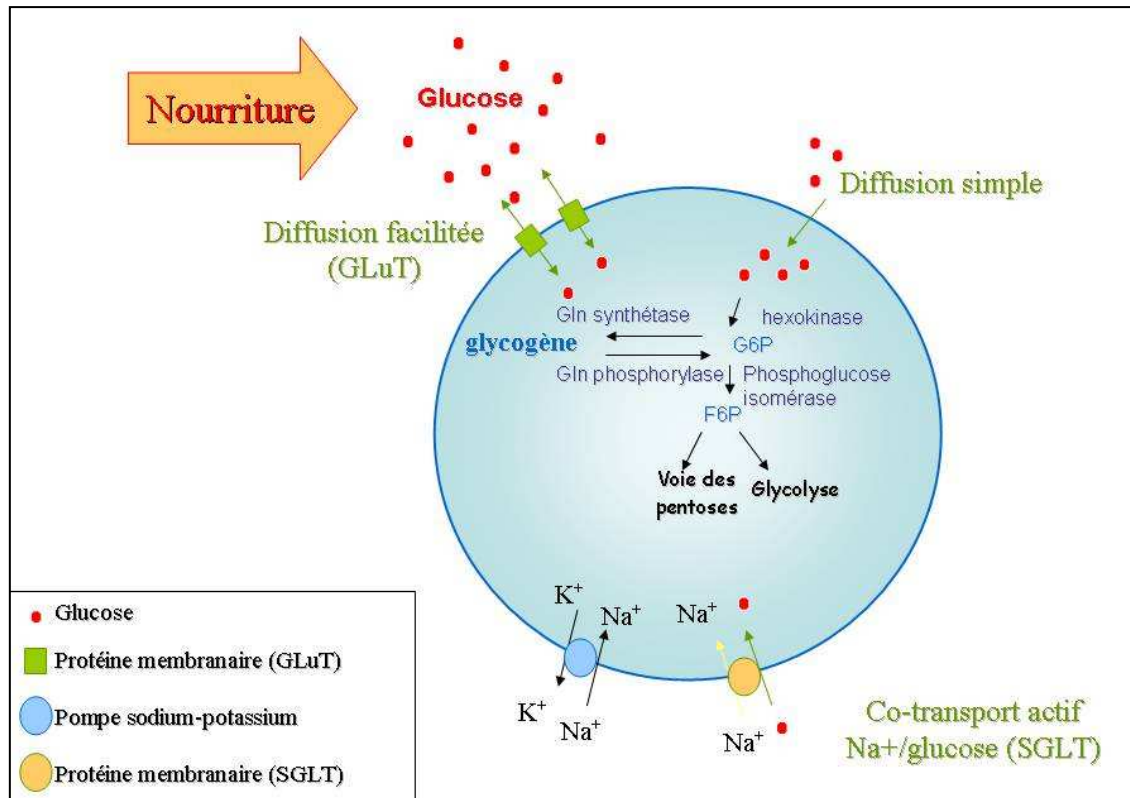 Nourriture
Glucose
Diffusion simple
Diffusion facilitée
(GLuT)
Gln synthétase
hexokinase
glycogène
G6P
Gln phosphorylase
Phosphoglucose
isomérase
F6P
Voie des
pentoses
Glycolyse
K⁺
Na⁺
Na⁺
K⁺
Na⁺
Na⁺
Co-transport actif
Na+/glucose (SGLT)
Glucose
Protéine membranaire (GLuT)
Pompe sodium-potassium
Protéine membranaire (SGLT)